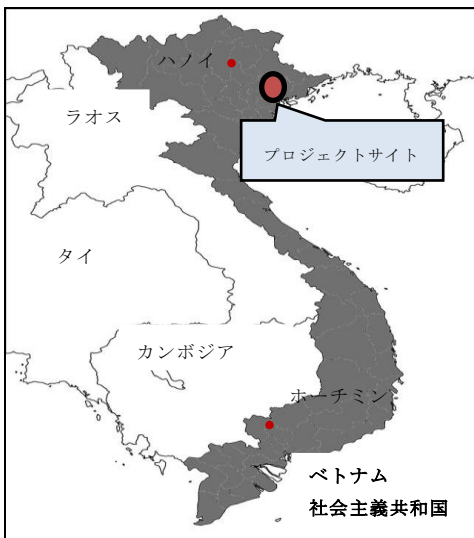 ハノイ
ラオス
プロジェクトサイト
タイ
カンボジア
ホーチミン
ベトナム
社会主義共和国